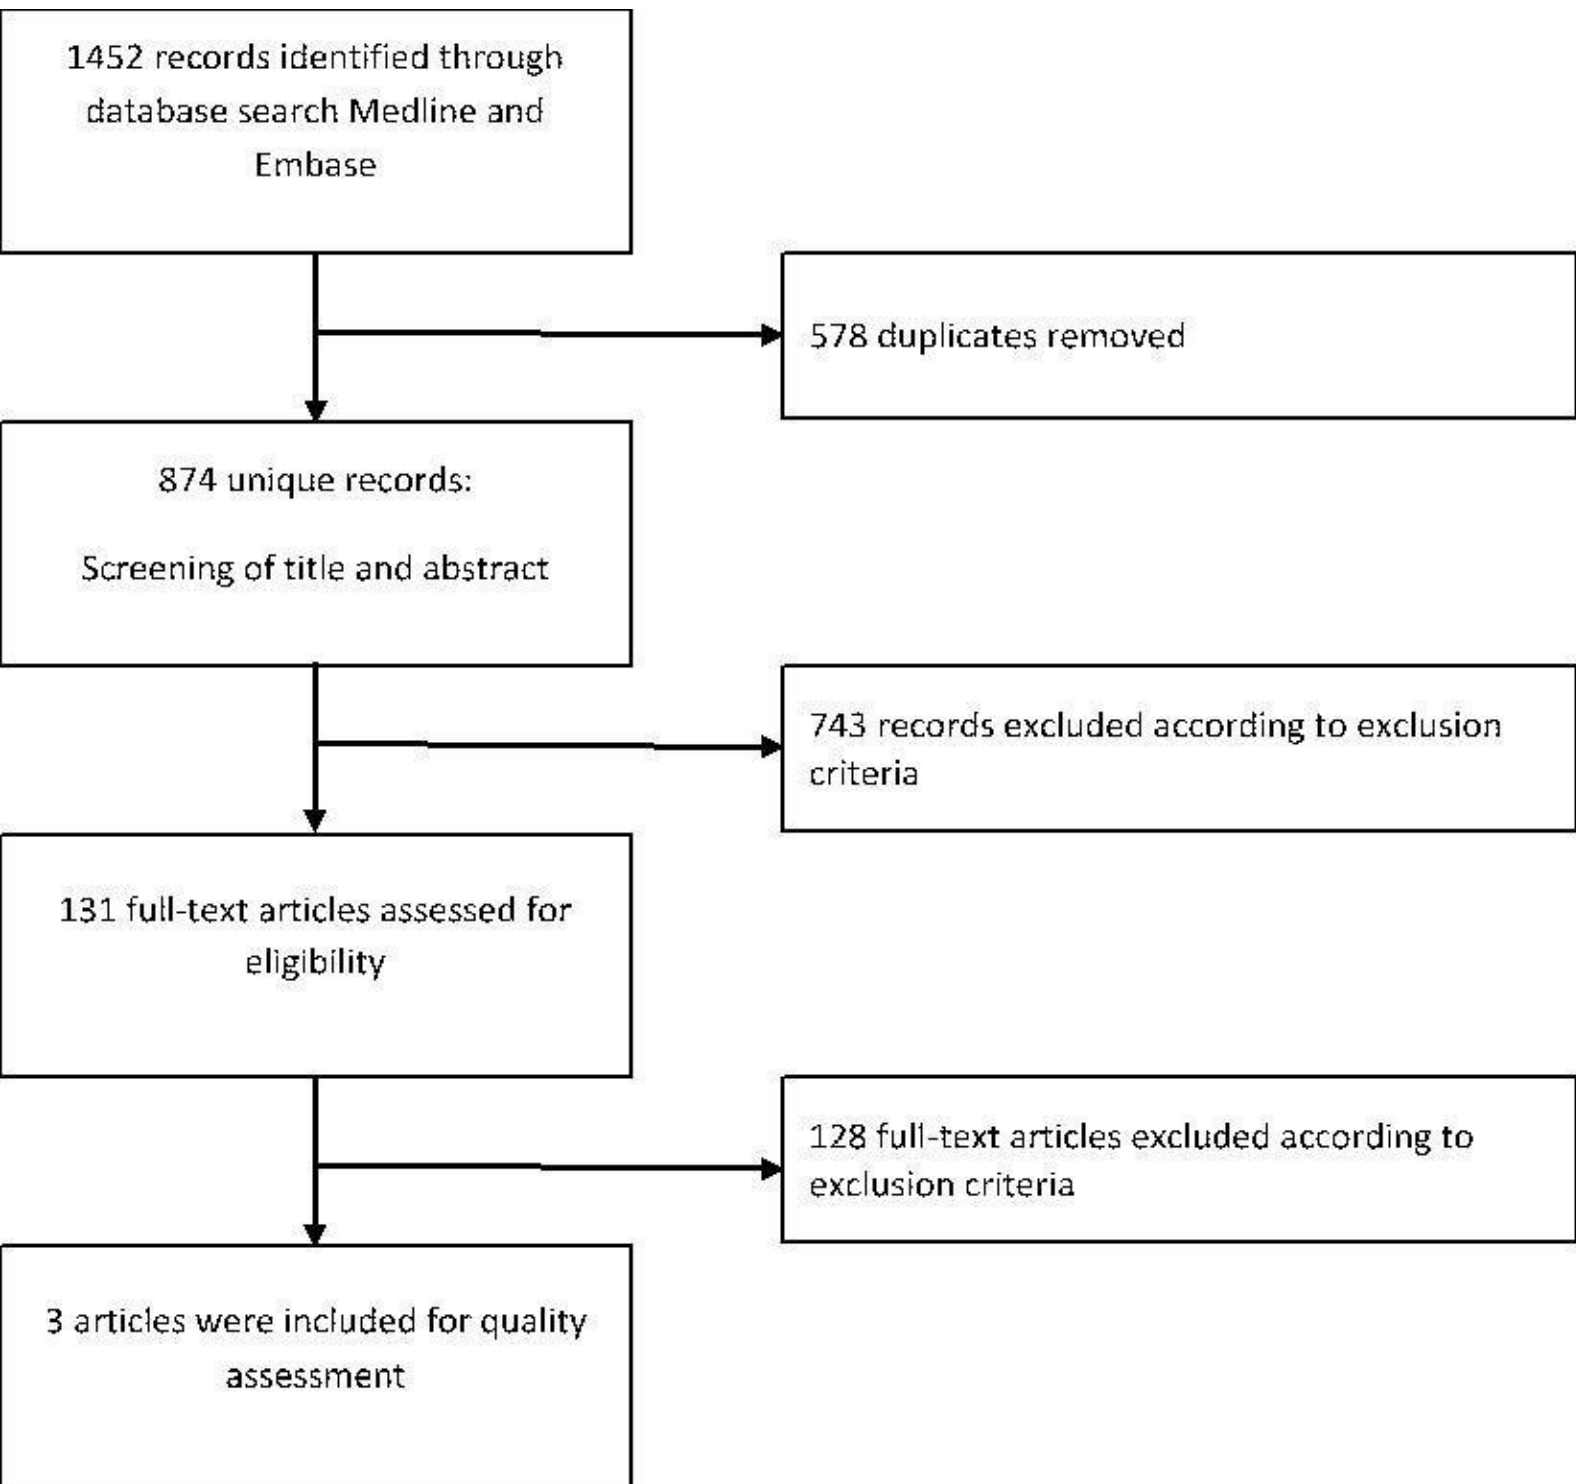 1452 records identified through
database search Medline and
Embase
578 duplicates removed
874 unique records:
Screening of title and abstract
743 records excluded according to exclusion
criteria
131 full-text articles assessed for
eligibility
128 full-text articles excluded according to
exclusion criteria
3 articles were included for quality
assessment